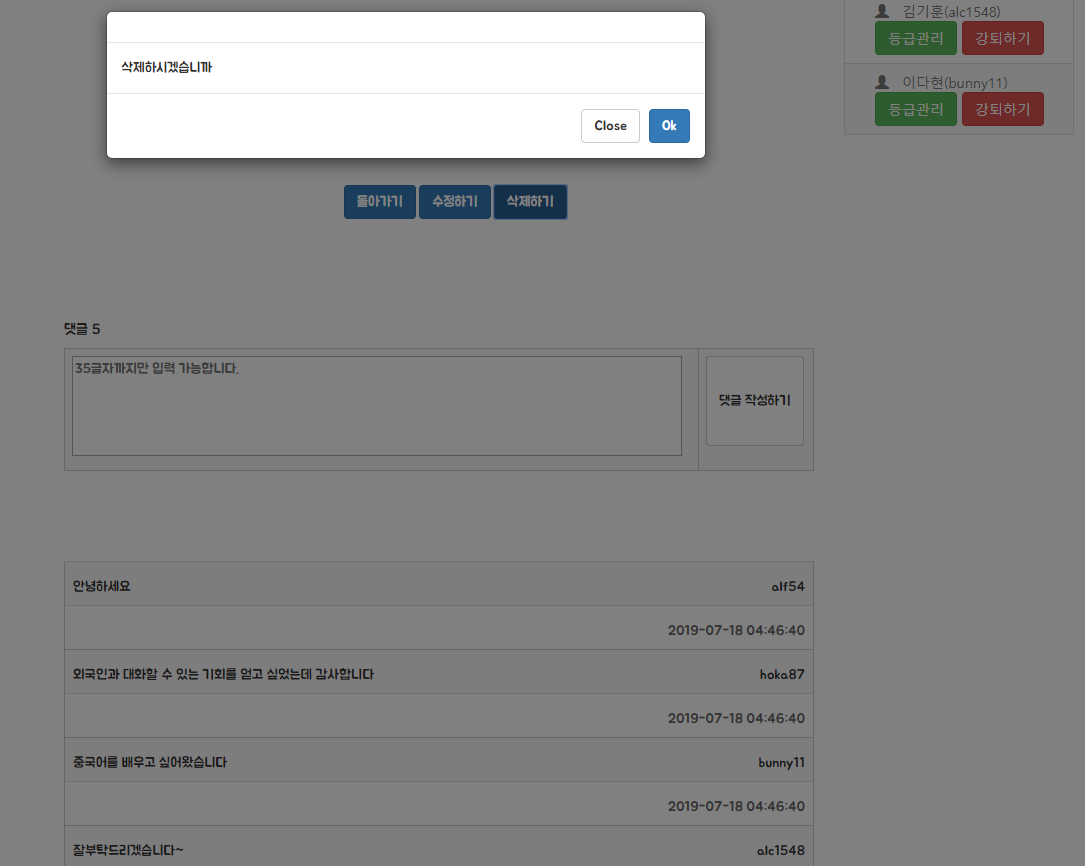 김기훈(alc1548)
등급관리 강퇴하기
이다현(bunny11)
등급관리 강퇴하기
삭제하시겠습니까
Close Ok
돌아가기 수정하기 삭제하기
댓글 5
35글자까지만 입력 가능합니다.
댓글 작성하기
안녕하세요 alf54
2019-07-18 04:46:40
외국인과 대화할 수 있는 기회를 얻고 싶었는데 감사합니다 hoka87
2019-07-18 04:46:40
중국어를 배우고 싶어왔습니다 bunny11
2019-07-18 04:46:40
잘부탁드리겠습니다~ alc1548